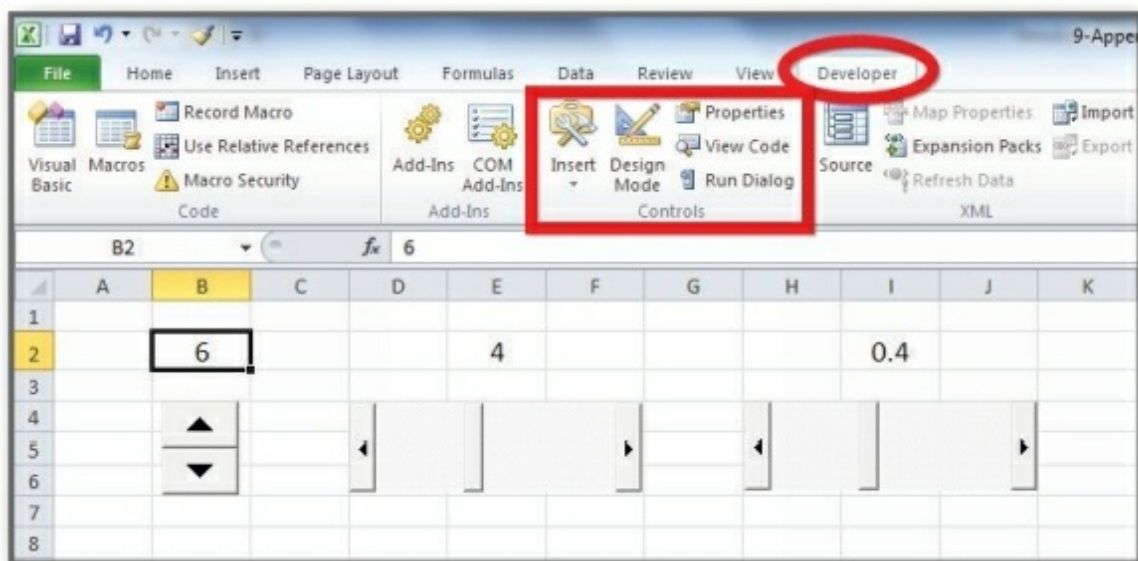 9-Apper
File Home Insert Page Layout Formulas Data Review View Developer
Record Macro
Use Relative References
Macro Security
Visual Basic
Macros
Code
Add-Ins
COM Add-Ins
Add-Ins
Insert
Design Mode
Properties
View Code
Run Dialog
Controls
Source
Map Properties
Expansion Packs
Refresh Data
Import
Export
XML
B2 fx 6
A B C D E F G H I J K
1
2 6 4 0.4
3
4
5
6
7
8